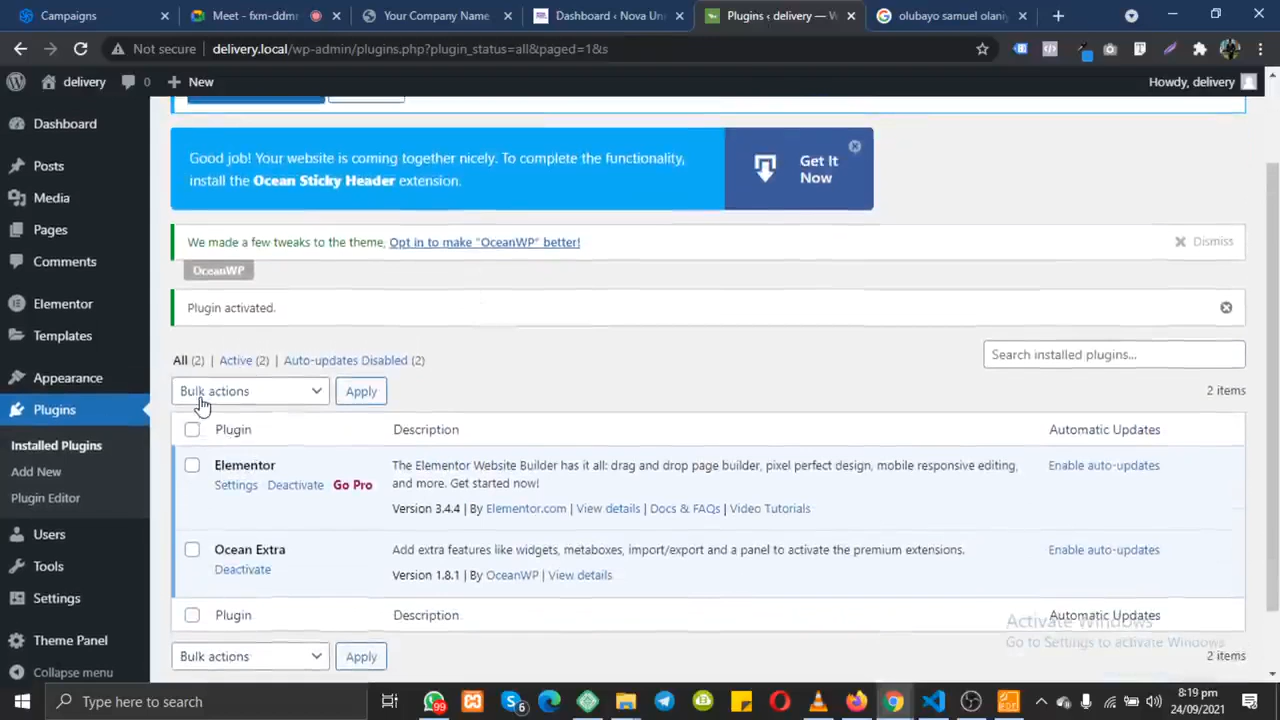 Campaigns
Meet - fxm-ddmr
Your Company Name
Dashboard ‹ Nova Uni
Plugins ‹ delivery — W
olubayo samuel olaniy
Not secure
delivery.local/wp-admin/plugins.php?plugin_status=all&paged=1&s
delivery
0
New
Howdy, delivery
Dashboard
Posts
Media
Pages
Comments
Elementor
Templates
Appearance
Plugins
Installed Plugins
Add New
Plugin Editor
Users
Tools
Settings
Theme Panel
Collapse menu
Good job! Your website is coming together nicely. To complete the functionality,
install the Ocean Sticky Header extension.
Get It
Now
We made a few tweaks to the theme, Opt in to make "OceanWP" better!
Dismiss
OceanWP
Plugin activated.
All (2) | Active (2) | Auto-updates Disabled (2)
Search installed plugins...
Bulk actions
Apply
2 items
Plugin
Description
Automatic Updates
Elementor
Settings Deactivate Go Pro
The Elementor Website Builder has it all: drag and drop page builder, pixel perfect design, mobile responsive editing,
and more. Get started now!
Version 3.4.4 | By Elementor.com | View details | Docs & FAQs | Video Tutorials
Enable auto-updates
Ocean Extra
Deactivate
Add extra features like widgets, metaboxes, import/export and a panel to activate the premium extensions.
Version 1.8.1 | By OceanWP | View details
Enable auto-updates
Plugin
Description
Automatic Updates
Activate Windows
Go to Settings to activate Windows.
Bulk actions
Apply
2 items
Type here to search
99
6
8:19 pm
24/09/2021